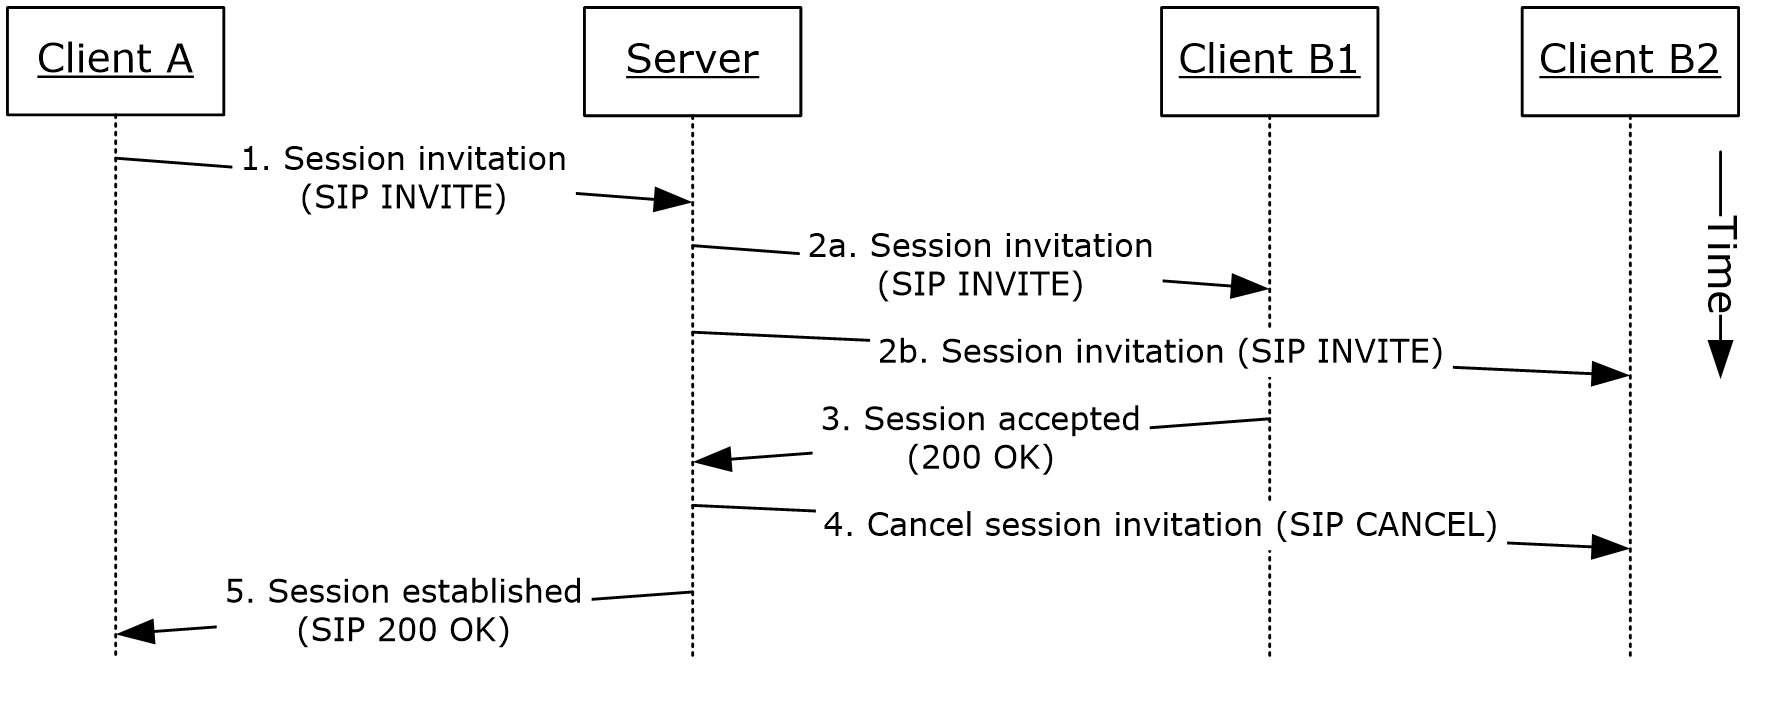 Client A
Server
Client B1
Client B2
1. Session invitation
(SIP INVITE)
2a. Session invitation
(SIP INVITE)
Time
2b. Session invitation (SIP INVITE)
3. Session accepted
(200 OK)
4. Cancel session invitation (SIP CANCEL)
5. Session established
(SIP 200 OK)